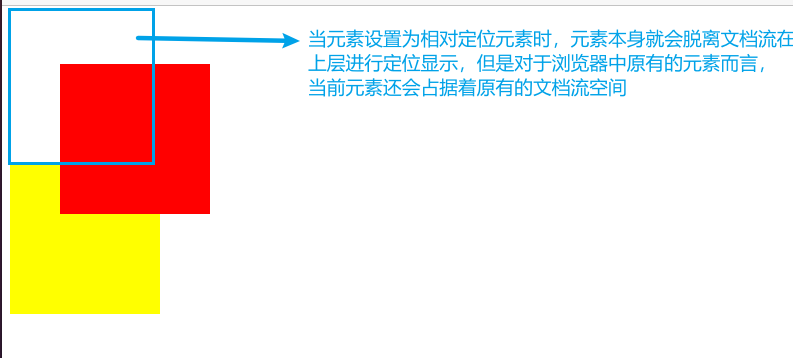 当元素设置为相对定位元素时，元素本身就会脱离文档流在
上层进行定位显示，但是对于浏览器中原有的元素而言，
当前元素还会占据着原有的文档流空间